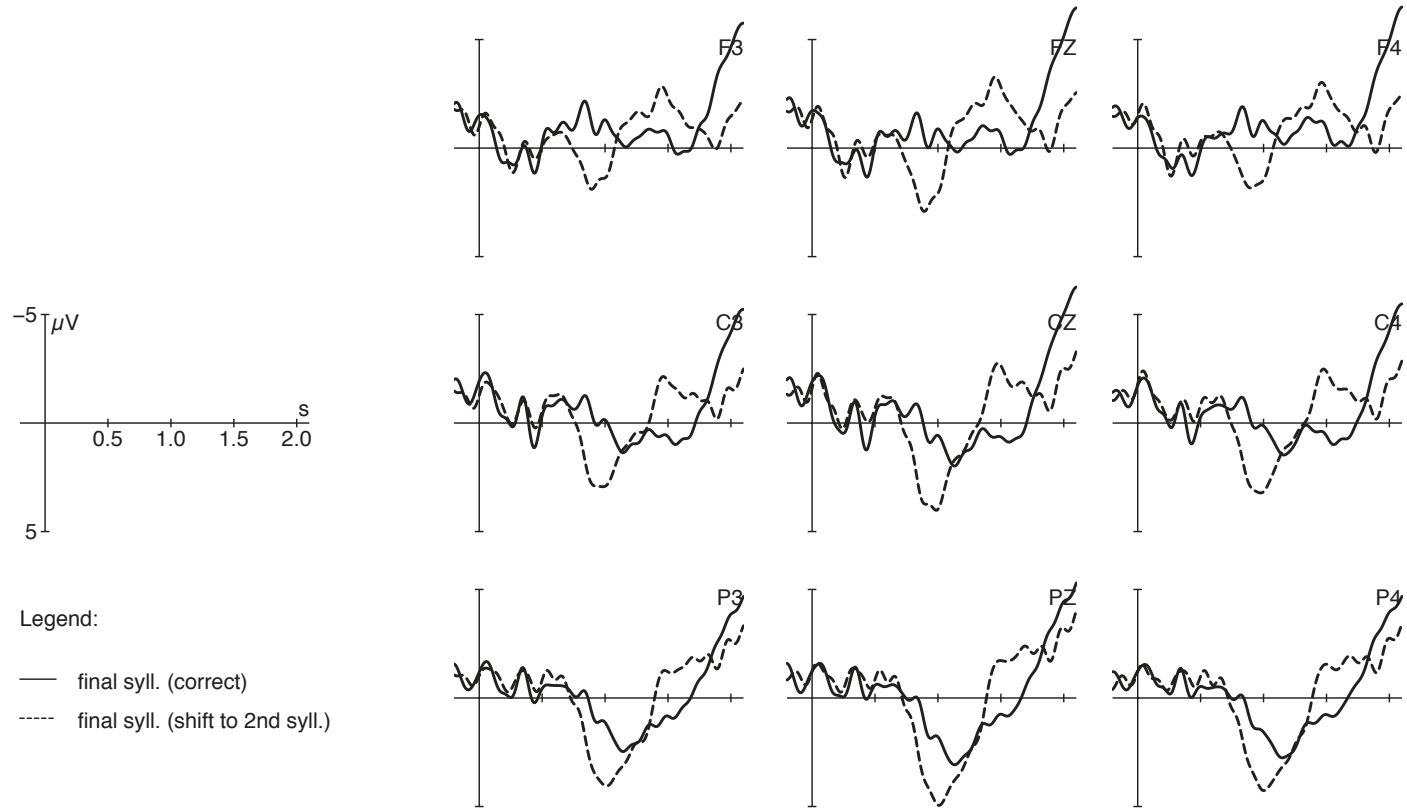 F3 FZ F4
−5 µV C3 CZ C4
s
0.5 1.0 1.5 2.0
5
P3 PZ P4
Legend:
final syll. (correct)
final syll. (shift to 2nd syll.)